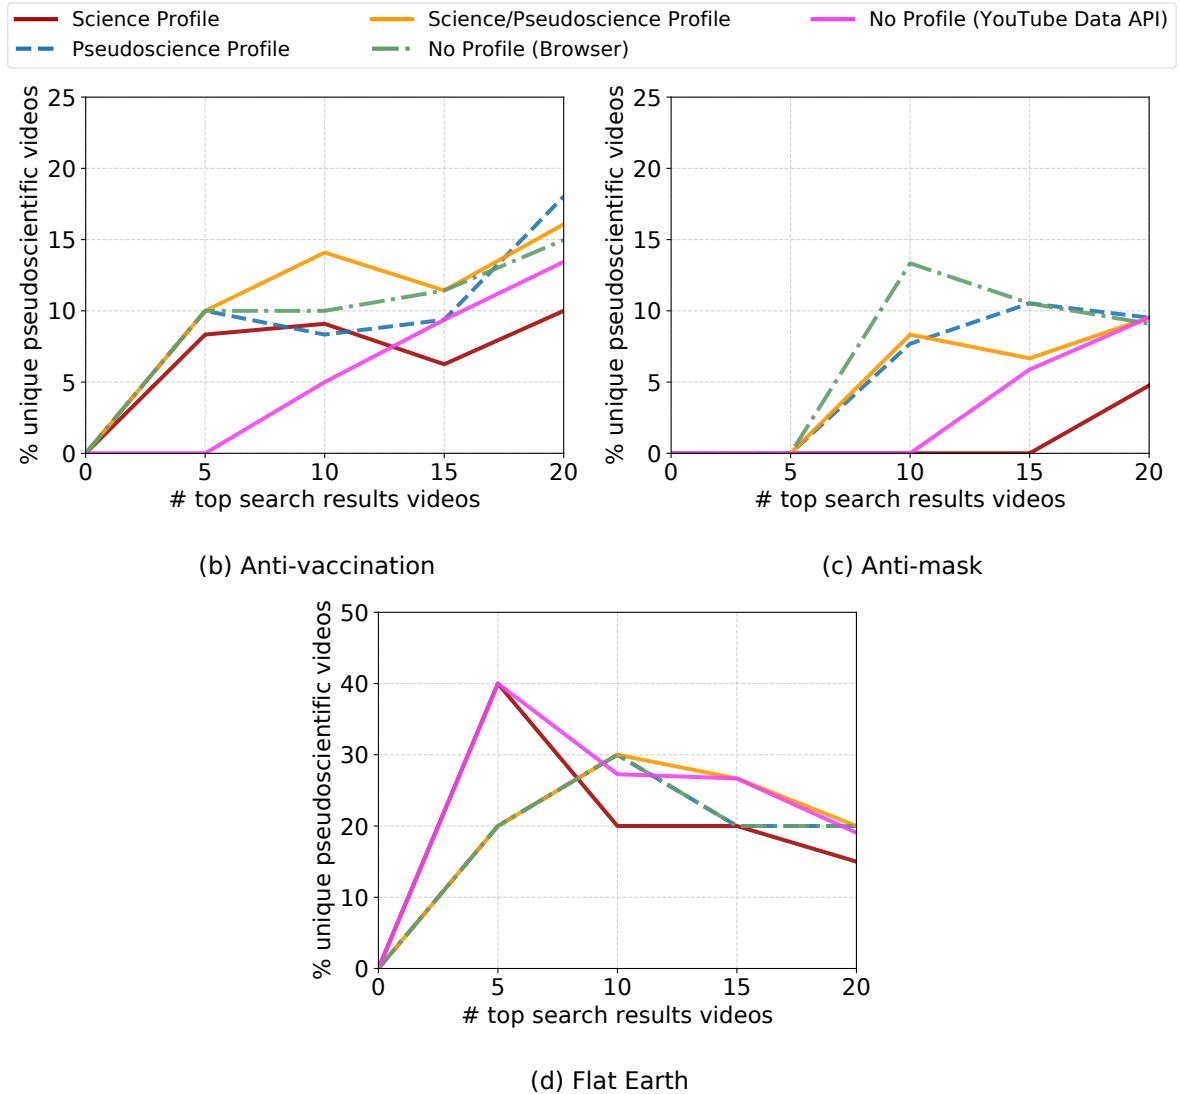 Science Profile
Pseudoscience Profile
Science/Pseudoscience Profile
No Profile (Browser)
No Profile (YouTube Data API)
% unique pseudoscientific videos
25
20
15
10
5
0
0 5 10 15 20
# top search results videos
(b) Anti-vaccination
% unique pseudoscientific videos
25
20
15
10
5
0
0 5 10 15 20
# top search results videos
(c) Anti-mask
% unique pseudoscientific videos
50
40
30
20
10
0
0 5 10 15 20
# top search results videos
(d) Flat Earth